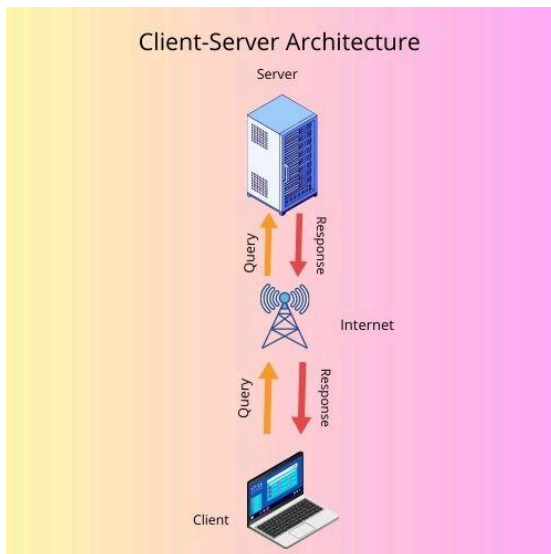 Client-Server Architecture
Server
Query
Response
Internet
Query
Response
Client